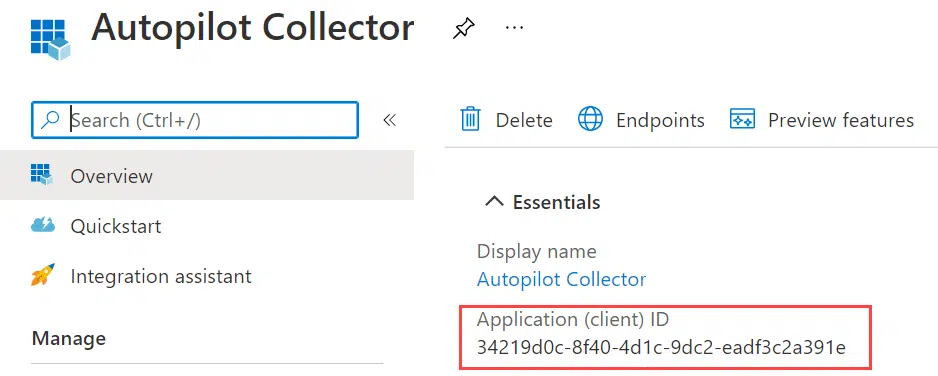 Autopilot Collector
...
Search (Ctrl+/)
«
Overview
Quickstart
Integration assistant
Manage
Delete Endpoints Preview features
Essentials
Display name
Autopilot Collector
Application (client) ID
34219d0c-8f40-4d1c-9dc2-eadf3c2a391e